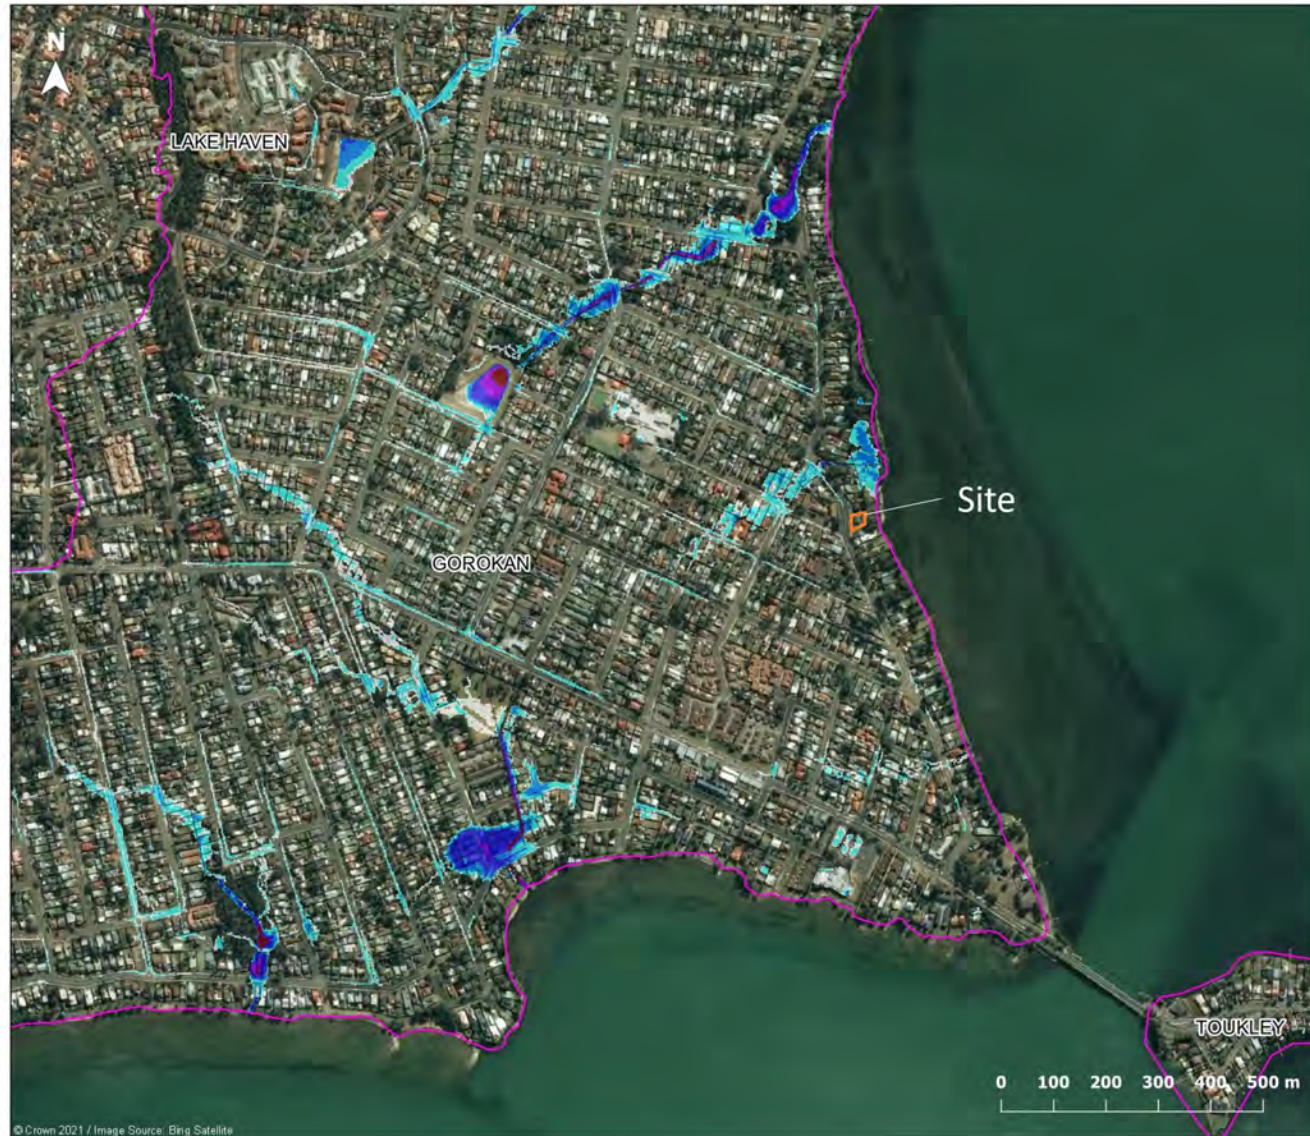 N
LAKE HAVEN
Site
GOROKAN
TOUKLEY
0 100 200 300 400 500 m
© Crown 2021 / Image Source: Bing Satellite